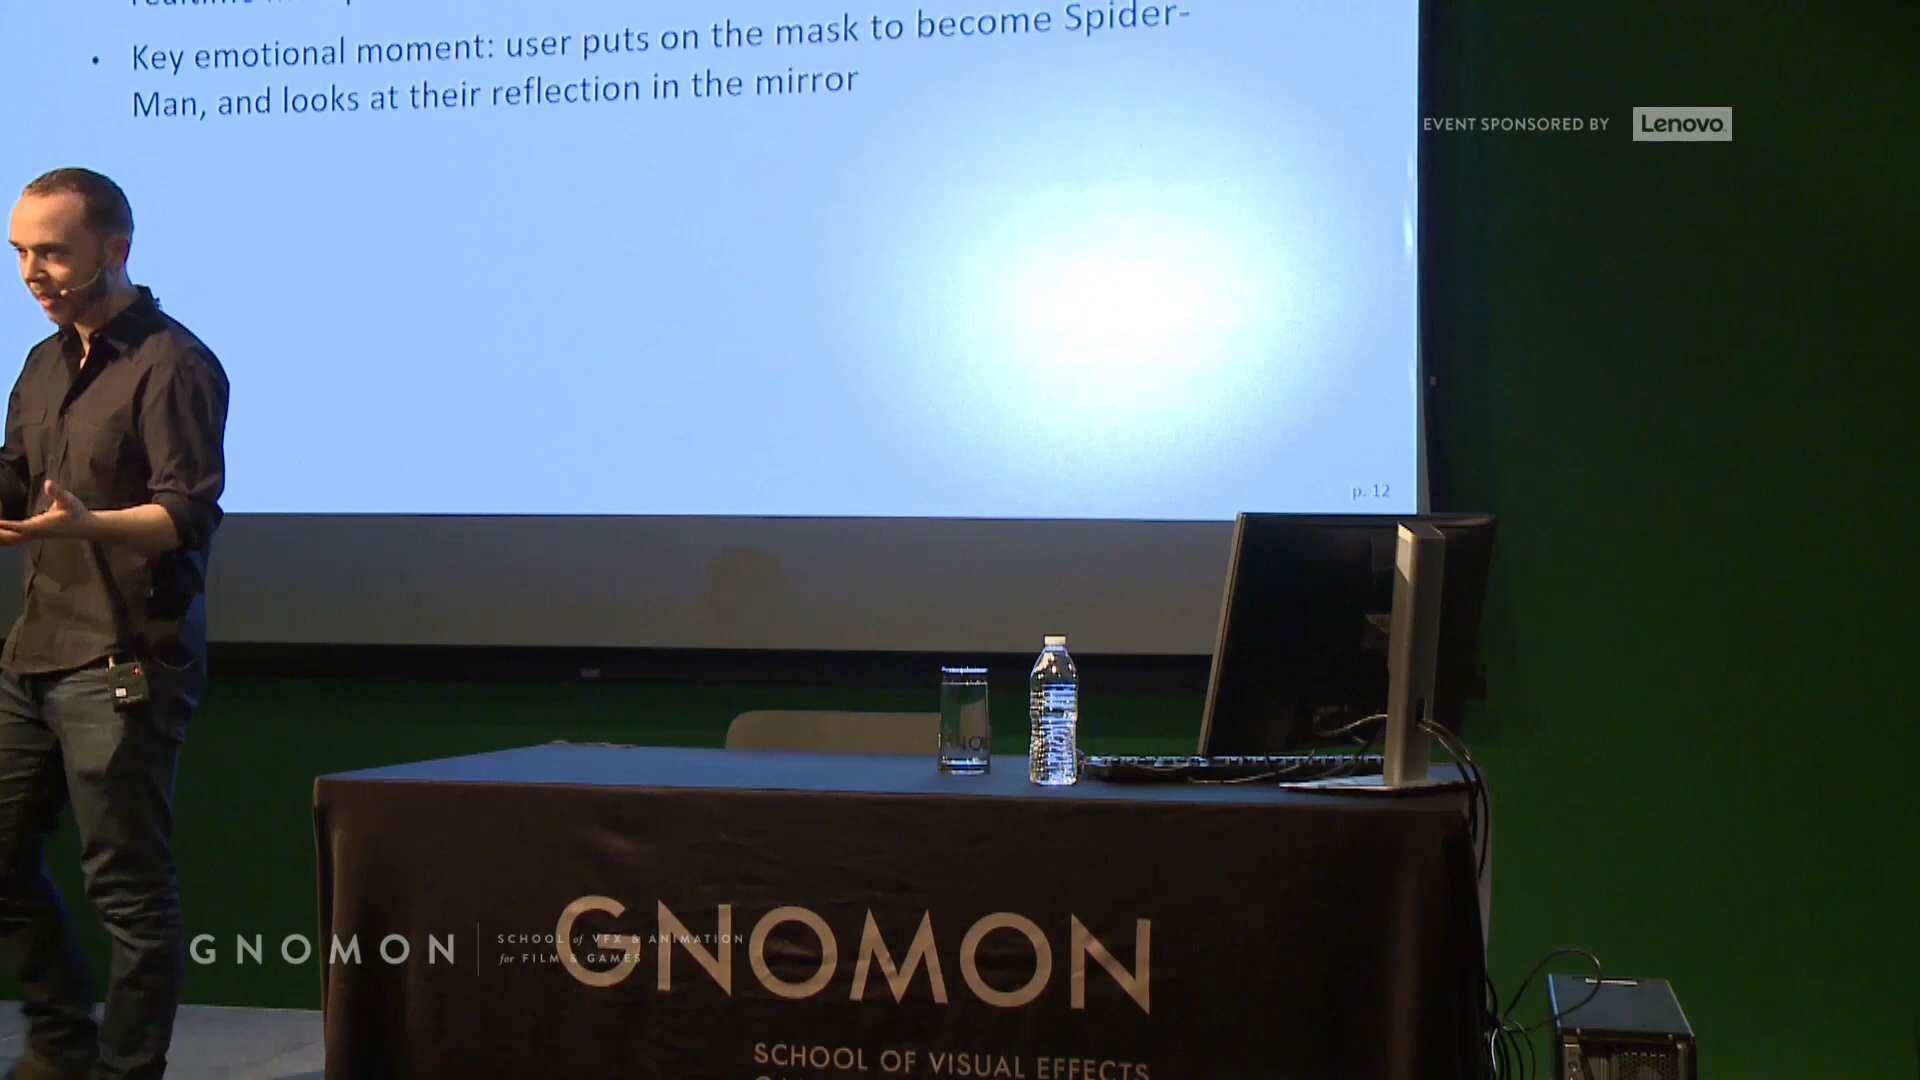 Key emotional moment: user puts on the mask to become Spider-
Man, and looks at their reflection in the mirror
EVENT SPONSORED BY Lenovo
p. 12
GNOMON
SCHOOL of VFX & ANIMATION
for FILM & GAMES
GNOMON
SCHOOL OF VISUAL EFFECTS